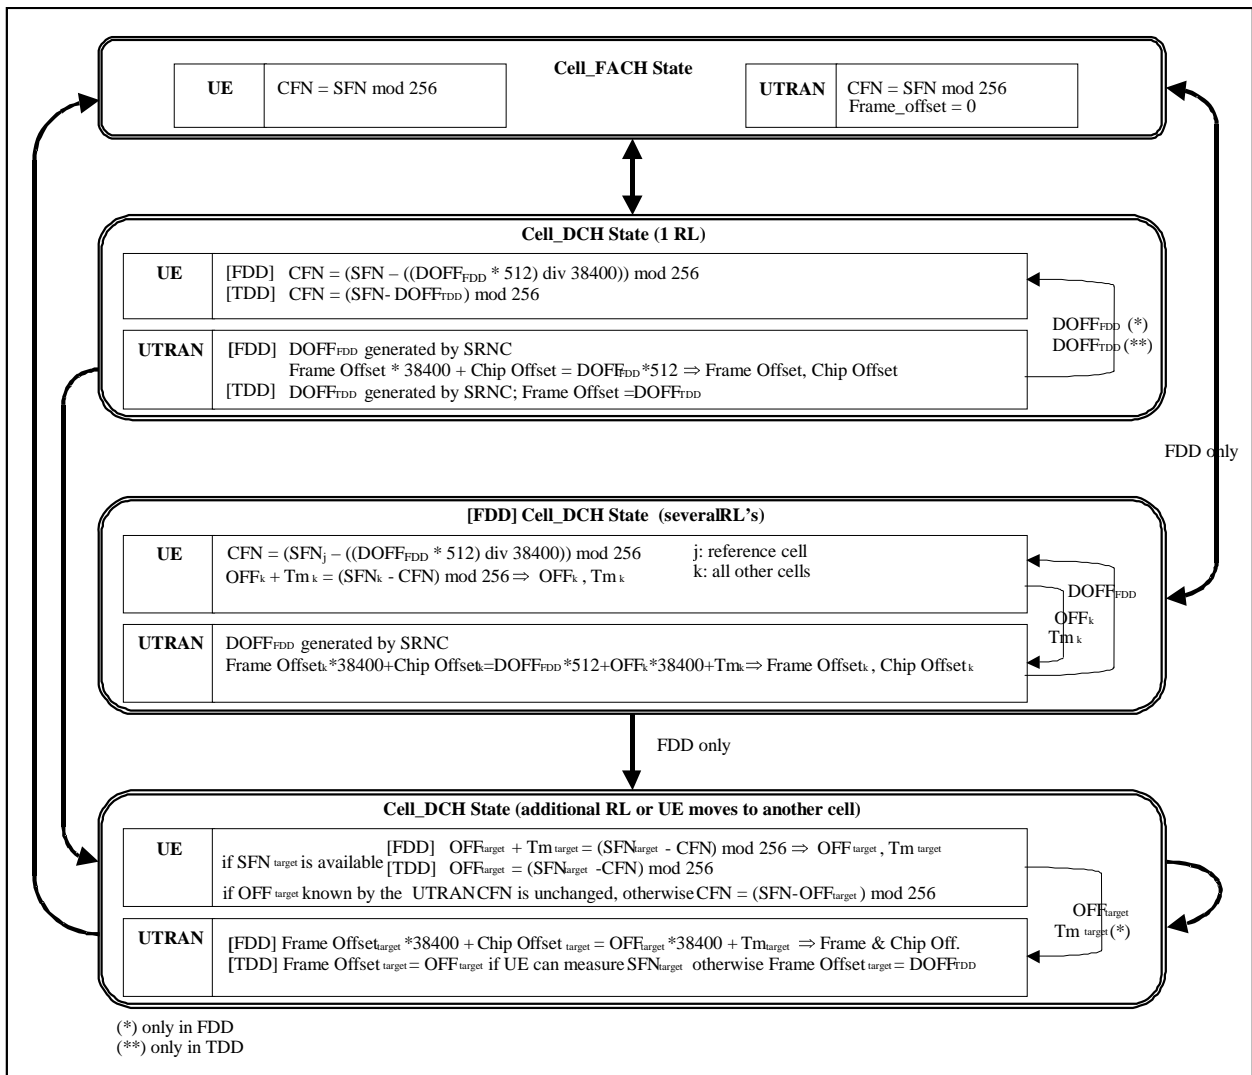 Cell_FACH State
UE CFN = SFN mod 256
UTRAN CFN = SFN mod 256
Frame_offset = 0
Cell_DCH State (1 RL)
UE [FDD] CFN = (SFN – ((DOFFFDD * 512) div 38400)) mod 256
[TDD] CFN = (SFN- DOFFTDD) mod 256
DOFFFDD (*)
DOFFTDD (**)
UTRAN [FDD] DOFFFDD generated by SRNC
Frame Offset * 38400 + Chip Offset = DOFFFDD *512 ⇒ Frame Offset, Chip Offset
[TDD] DOFFTDD generated by SRNC; Frame Offset =DOFFTDD
FDD only
[FDD] Cell_DCH State (severalRL's)
UE CFN = (SFNj – ((DOFFFDD * 512) div 38400)) mod 256 j: reference cell
OFFk + Tm k = (SFNk - CFN) mod 256 ⇒ OFFk , Tm k k: all other cells
DOFFFDD
OFFk
Tm k
UTRAN DOFFFDD generated by SRNC
Frame Offsetk*38400+Chip Offsetk=DOFFFDD *512+OFFk*38400+Tmk⇒ Frame Offsetk , Chip Offset k
FDD only
Cell_DCH State (additional RL or UE moves to another cell)
UE if SFN target is available [FDD] OFFtarget + Tm target = (SFNtarget - CFN) mod 256 ⇒ OFF target , Tm target
[TDD] OFFtarget = (SFNtarget -CFN) mod 256
if OFF target known by the UTRAN CFN is unchanged, otherwise CFN = (SFN-OFFtarget ) mod 256
OFFtarget
Tm target (*)
UTRAN [FDD] Frame Offsettarget *38400 + Chip Offset target = OFFtarget *38400 + Tmtarget ⇒ Frame & Chip Off.
[TDD] Frame Offset target = OFF target if UE can measure SFNtarget otherwise Frame Offset target = DOFFTDD
(*) only in FDD
(**) only in TDD